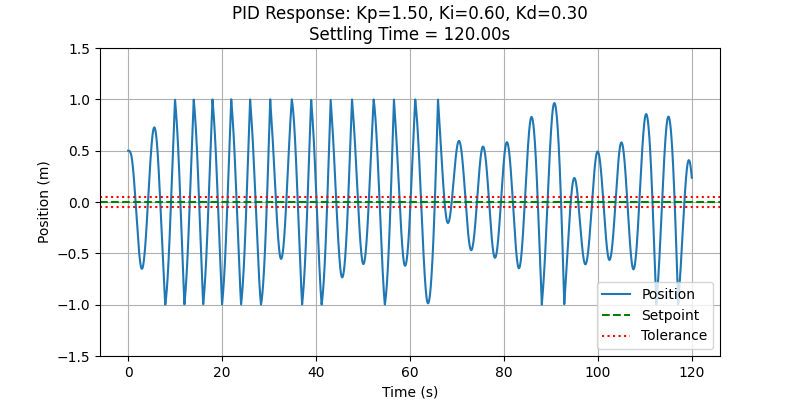 PID Response: Kp=1.50, Ki=0.60, Kd=0.30
Settling Time = 120.00s
1.5
1.0
0.5
0.0
−0.5
−1.0
−1.5
Position (m)
0
20
40
60
80
100
120
Time (s)
Position
Setpoint
Tolerance